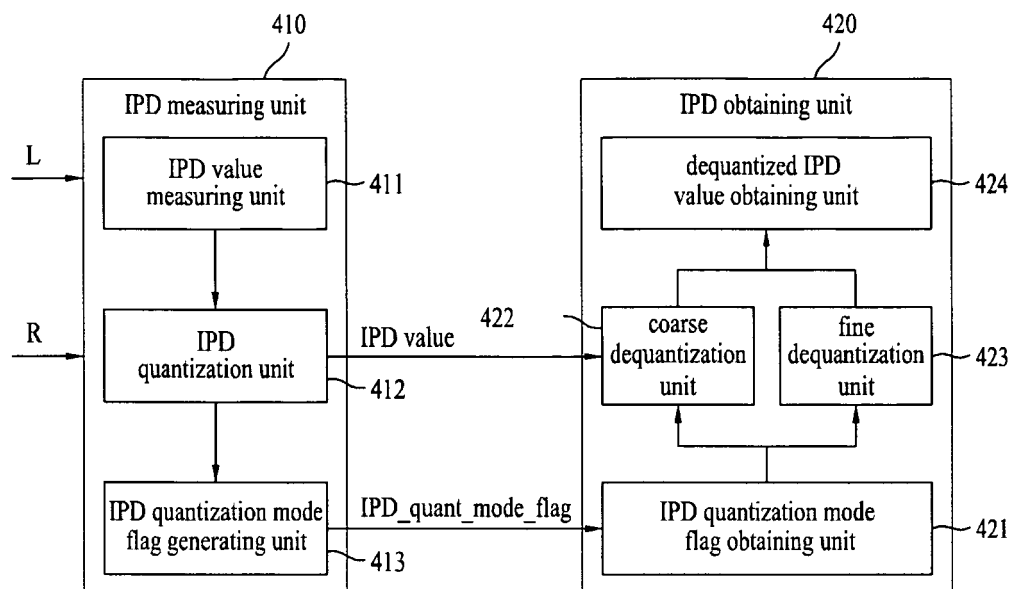 410
420
IPD measuring unit
IPD obtaining unit
L
IPD value
measuring unit
411
dequantized IPD
value obtaining unit
424
R
IPD
quantization unit
412
IPD value
422
coarse
dequantization
unit
fine
dequantization
unit
423
IPD quantization mode
flag generating unit
413
IPD_quant_mode_flag
IPD quantization mode
flag obtaining unit
421